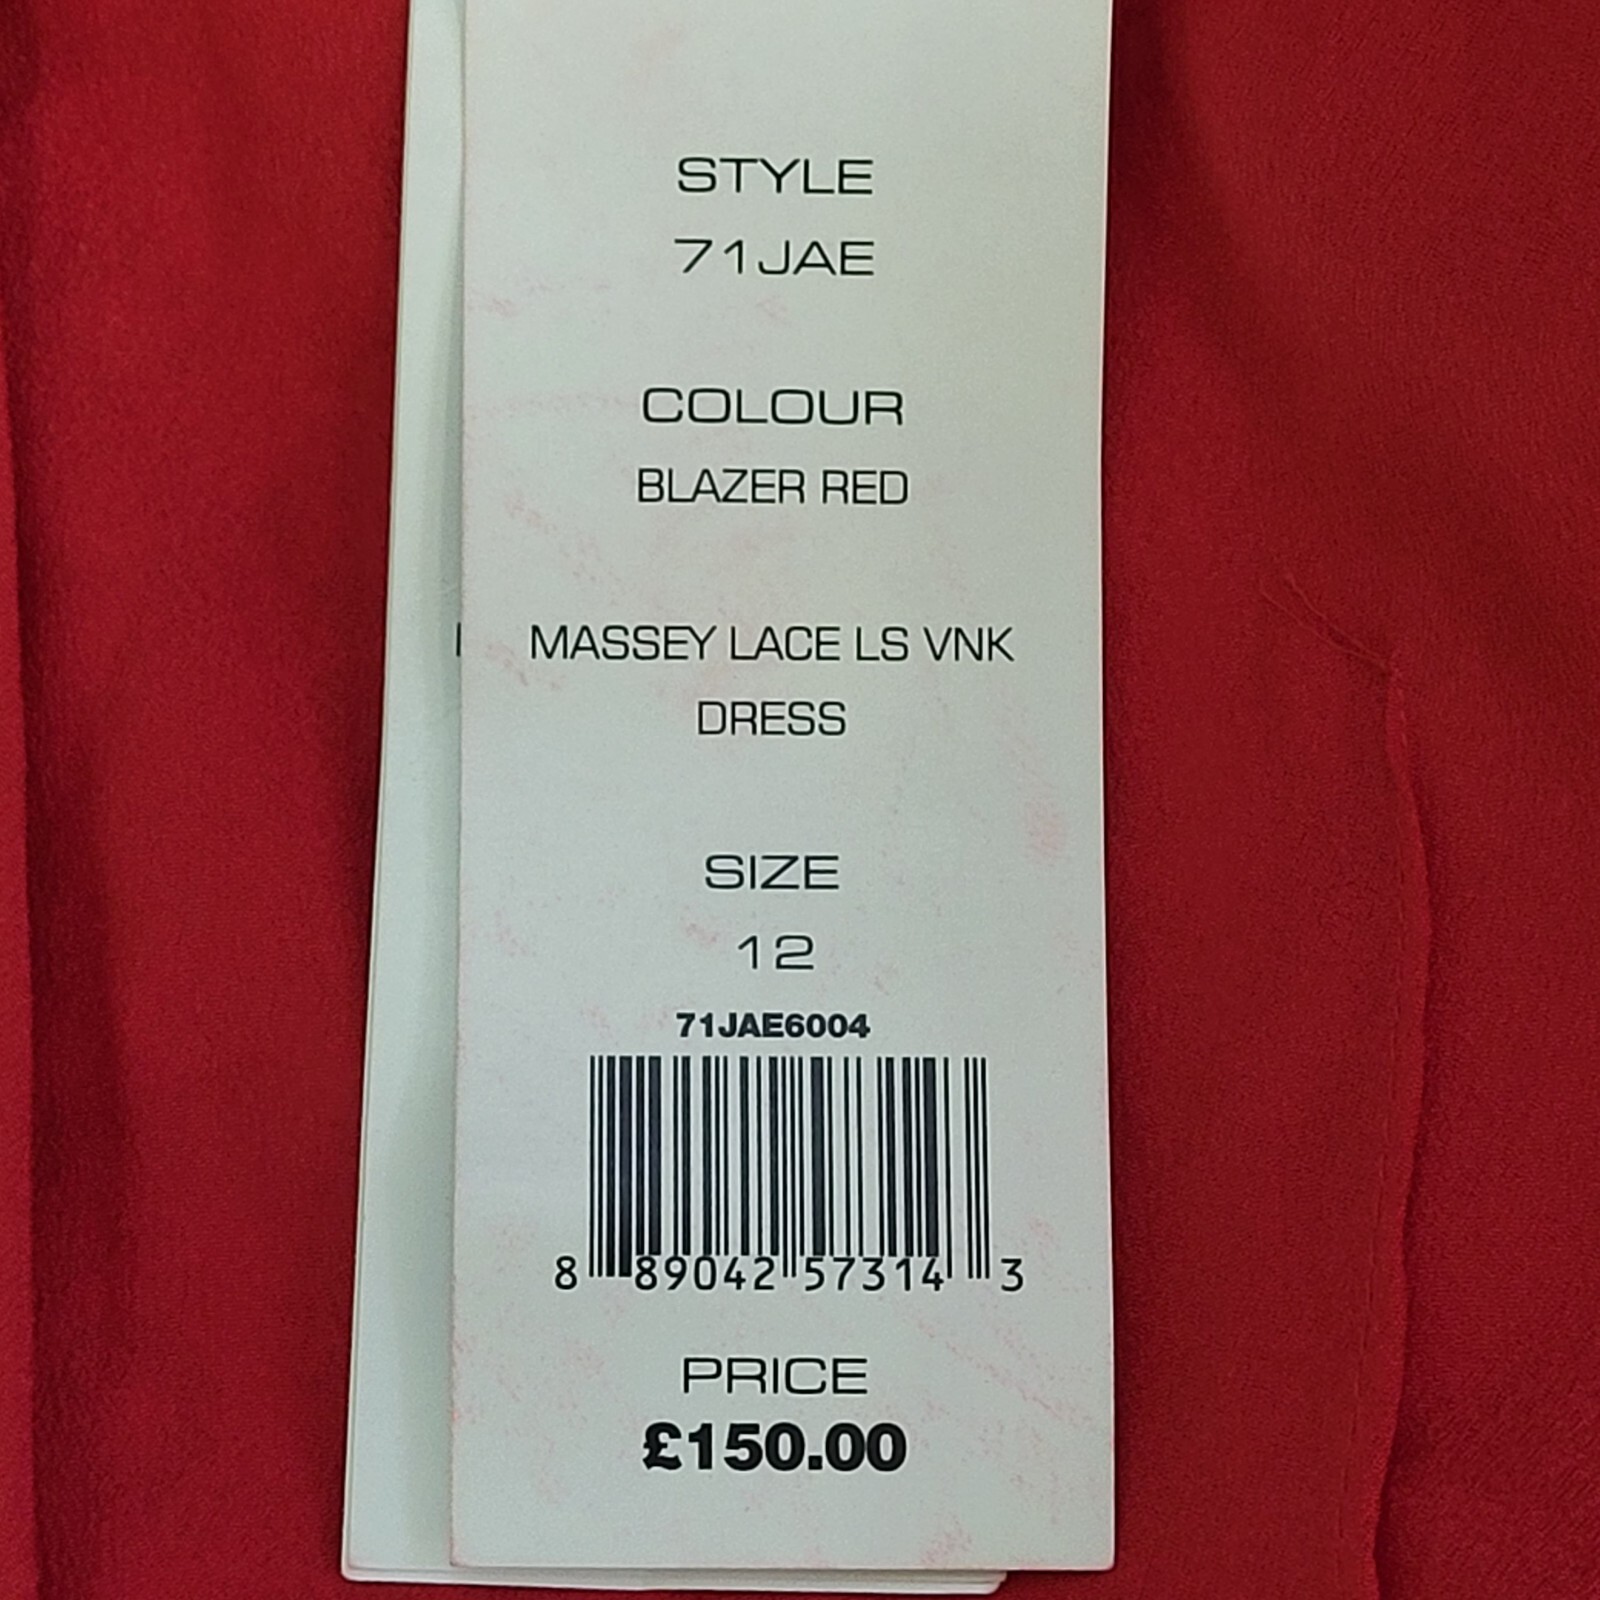 STYLE
71JAE
COLOUR
BLAZER RED
MASSEY LACE LS VNK
DRESS
SIZE
12
71JAE6004
8 89042 57314 3
PRICE
£150.00